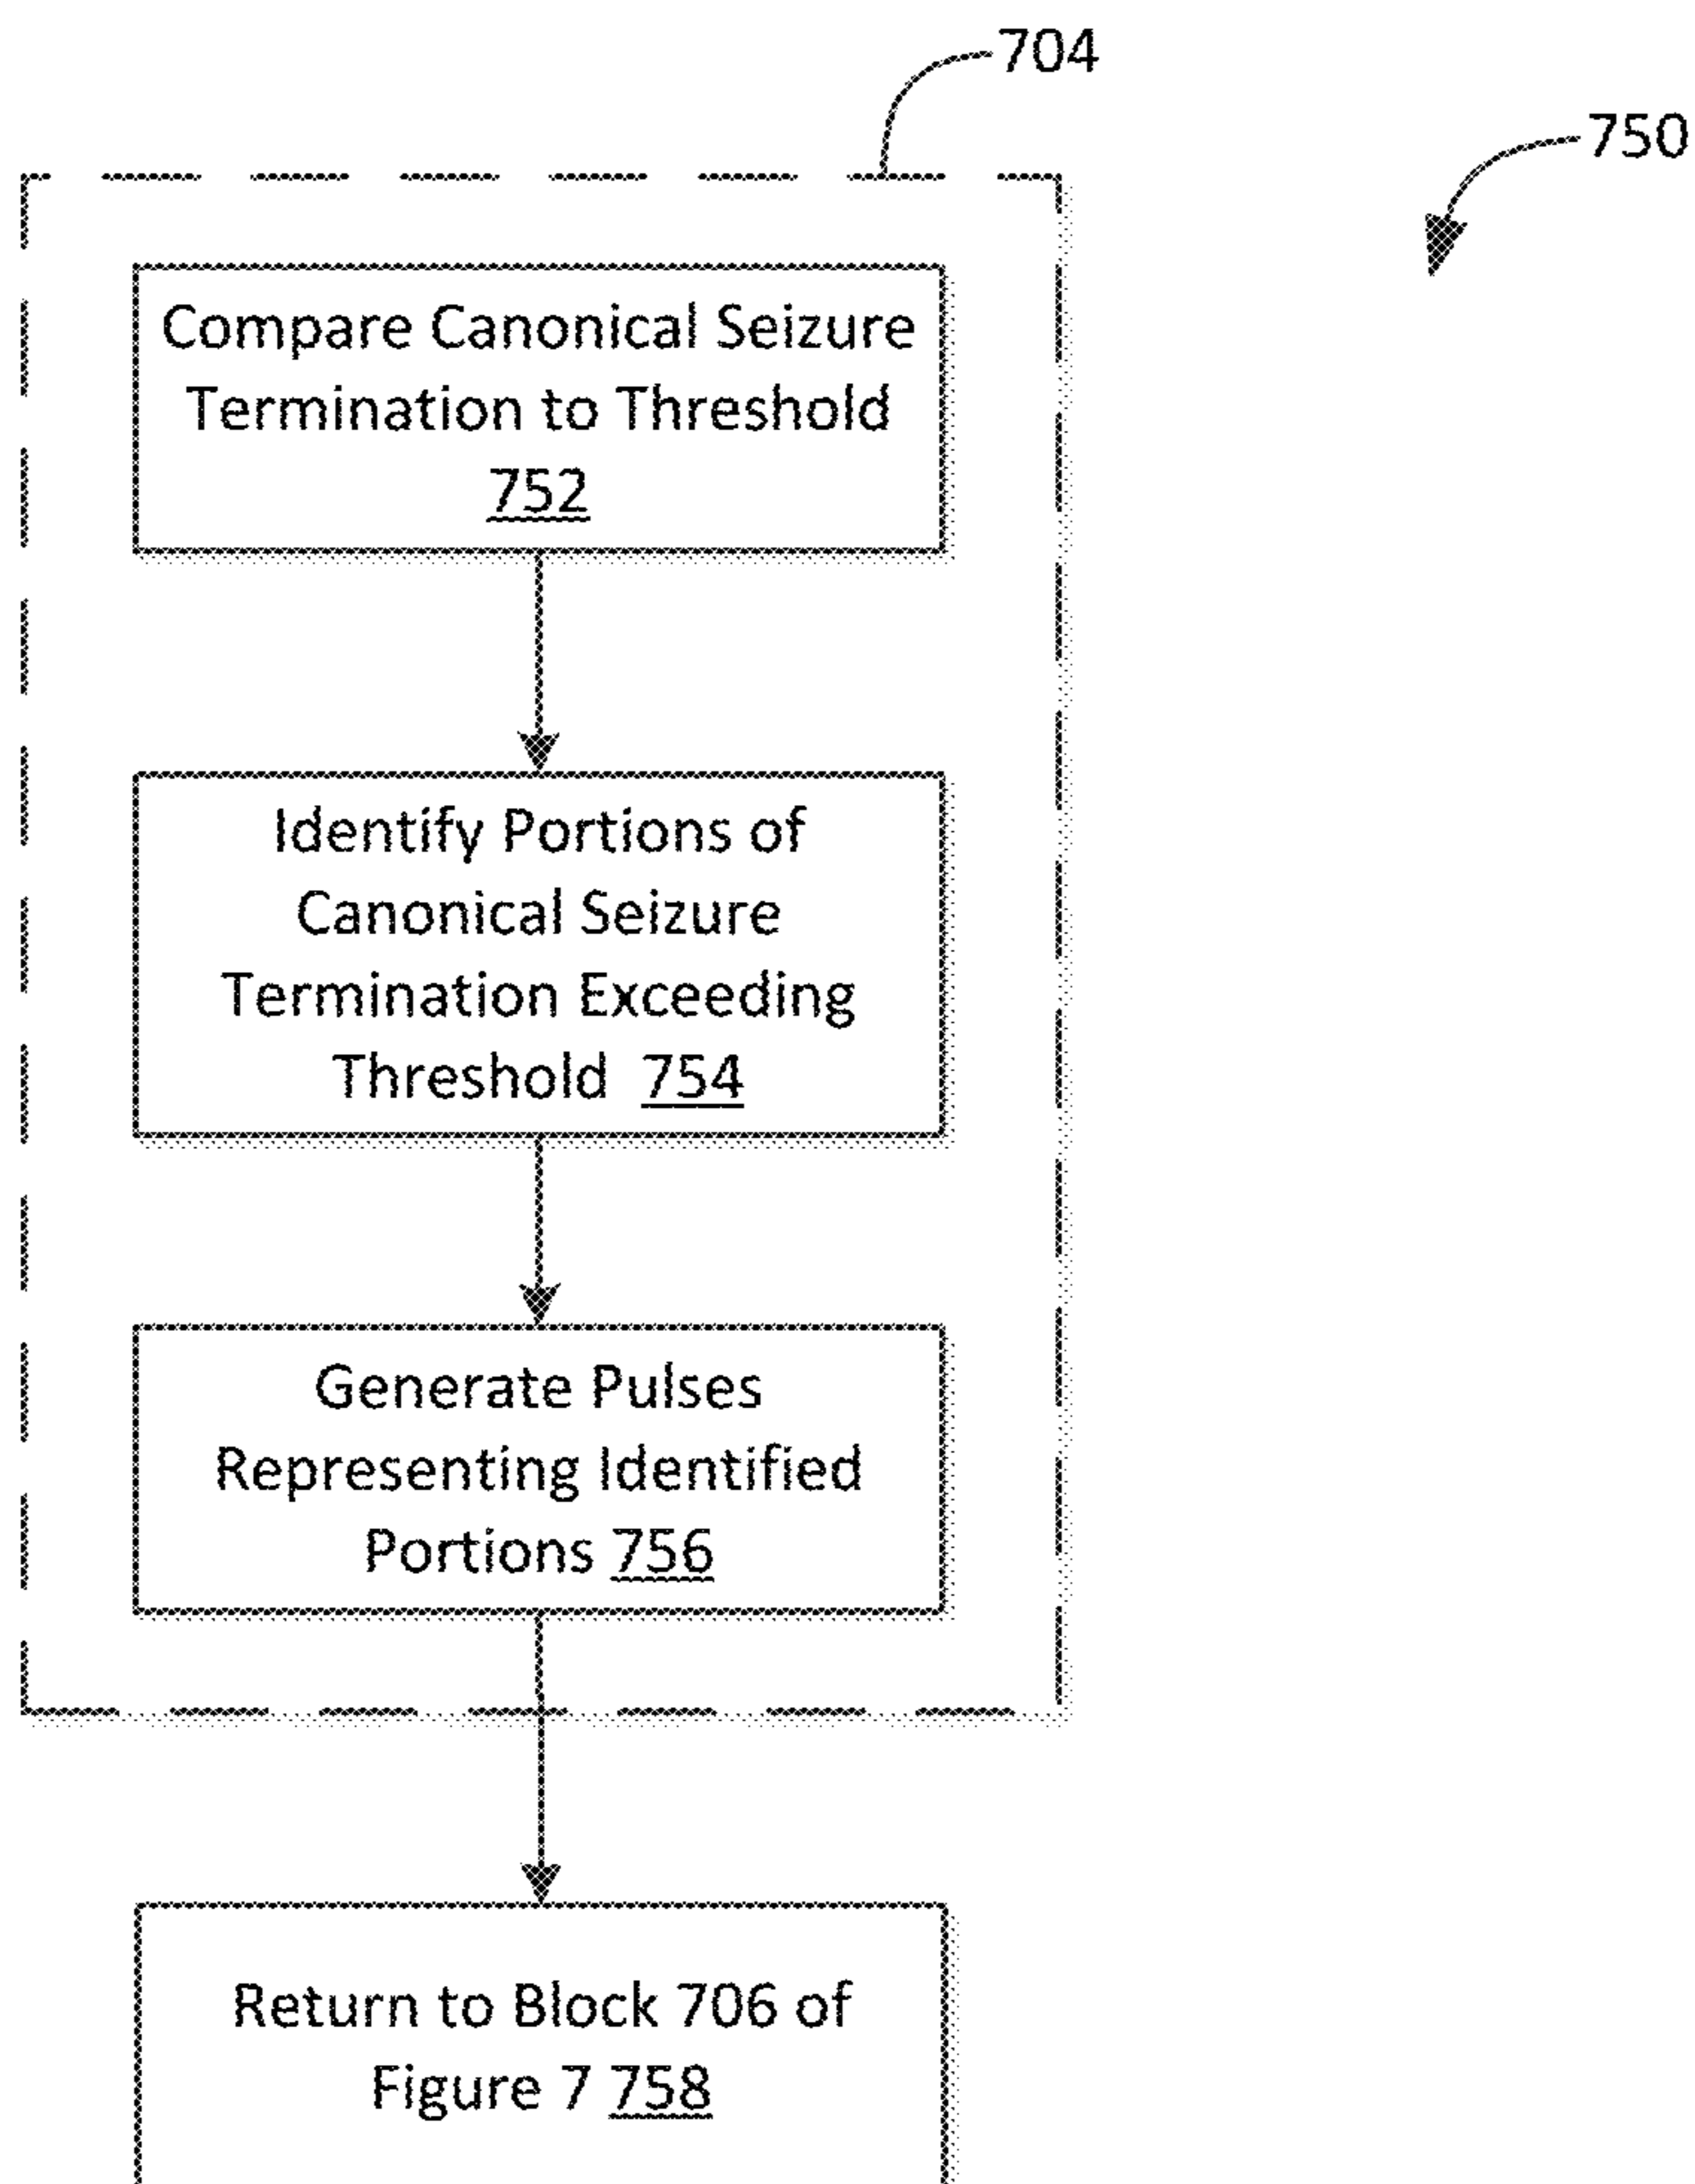 704
750
Compare Canonical Seizure
Termination to Threshold
752
Identify Portions of
Canonical Seizure
Termination Exceeding
Threshold 754
Generate Pulses
Representing Identified
Portions 756
Return to Block 706 of
Figure 7 758